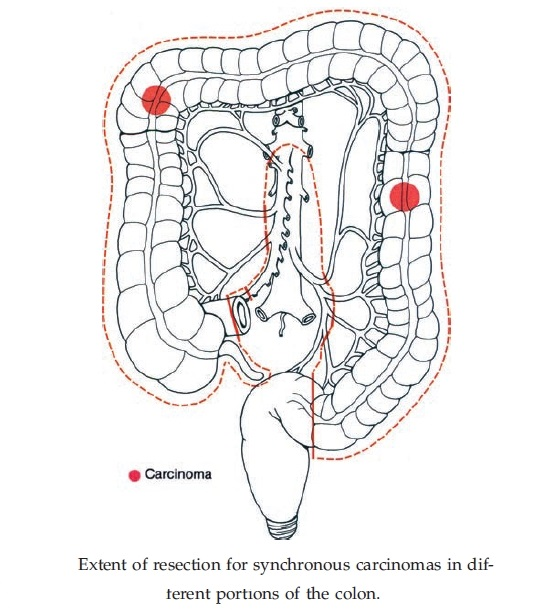 Carcinoma
Extent of resection for synchronous carcinomas in dif-
ferent portions of the colon.